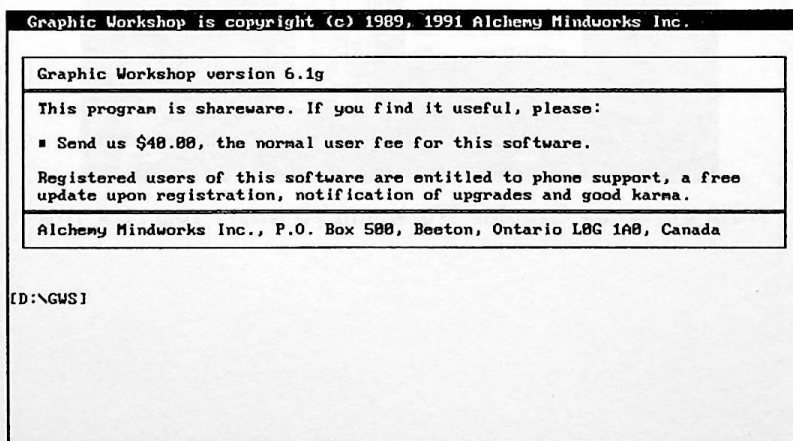 Graphic Workshop is copyright (c) 1989, 1991 Alchemy Mindworks Inc.
Graphic Workshop version 6.1g
This program is shareware. If you find it useful, please:
■ Send us $40.00, the normal user fee for this software.
Registered users of this software are entitled to phone support, a free
update upon registration, notification of upgrades and good karma.
Alchemy Mindworks Inc., P.O. Box 500, Beeton, Ontario L0G 1A0, Canada
[D:\GWS]